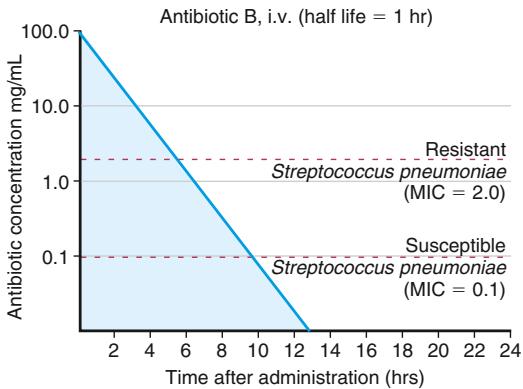 Antibiotic B, i.v. (half life = 1 hr)
Antibiotic concentration mg/mL
100.0
10.0
1.0
0.1
Resistant
Streptococcus pneumoniae
(MIC = 2.0)
Susceptible
Streptococcus pneumoniae
(MIC = 0.1)
2 4 6 8 10 12 14 16 18 20 22 24
Time after administration (hrs)